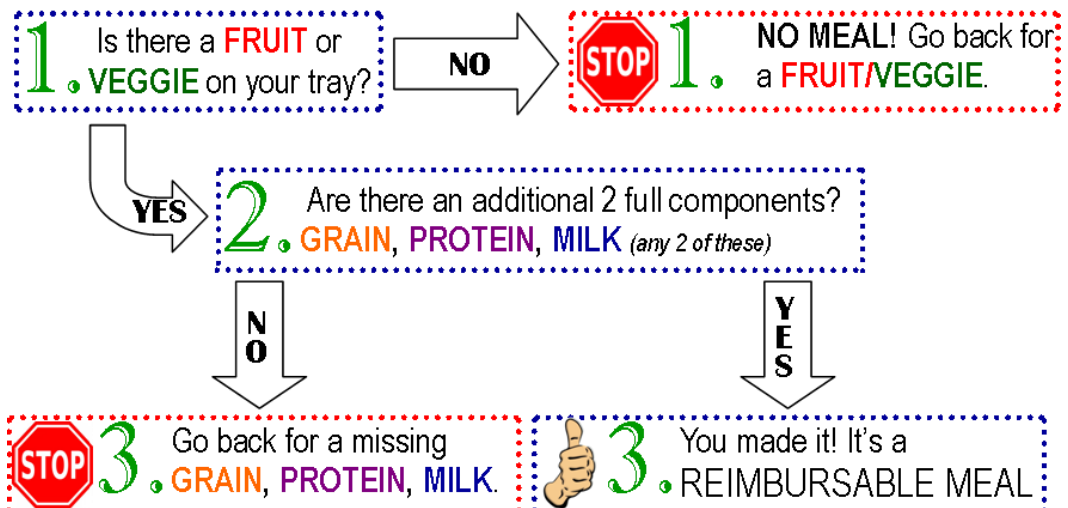 1. Is there a FRUIT or
VEGGIE on your tray?
NO
STOP
1. NO MEAL! Go back for
a FRUIT/VEGGIE.
YES
2. Are there an additional 2 full components?
GRAIN, PROTEIN, MILK (any 2 of these)
NO
YES
STOP
3. Go back for a missing
GRAIN, PROTEIN, MILK.
3. You made it! It's a
REIMBURSABLE MEAL